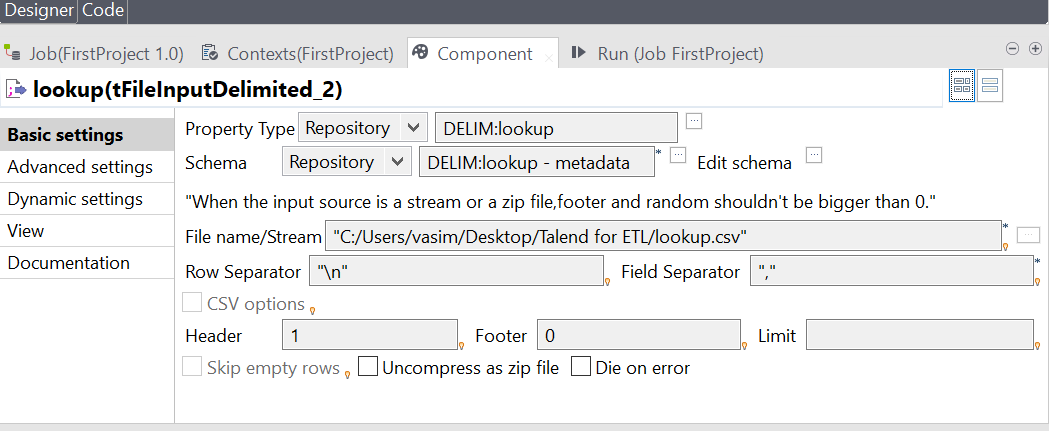 Designer Code
Job(FirstProject 1.0) Contexts(FirstProject) Component Run (Job FirstProject)
lookup(tFileInputDelimited_2)
Basic settings
Advanced settings
Dynamic settings
View
Documentation
Property Type Repository DELIM:lookup ...
Schema Repository DELIM:lookup - metadata * ... Edit schema ...
"When the input source is a stream or a zip file,footer and random shouldn't be bigger than 0."
File name/Stream "C:/Users/vasim/Desktop/Talend for ETL/lookup.csv" * ...
Row Separator "\n" Field Separator "," *
CSV options
Header 1 Footer 0 Limit
Skip empty rows Uncompress as zip file Die on error